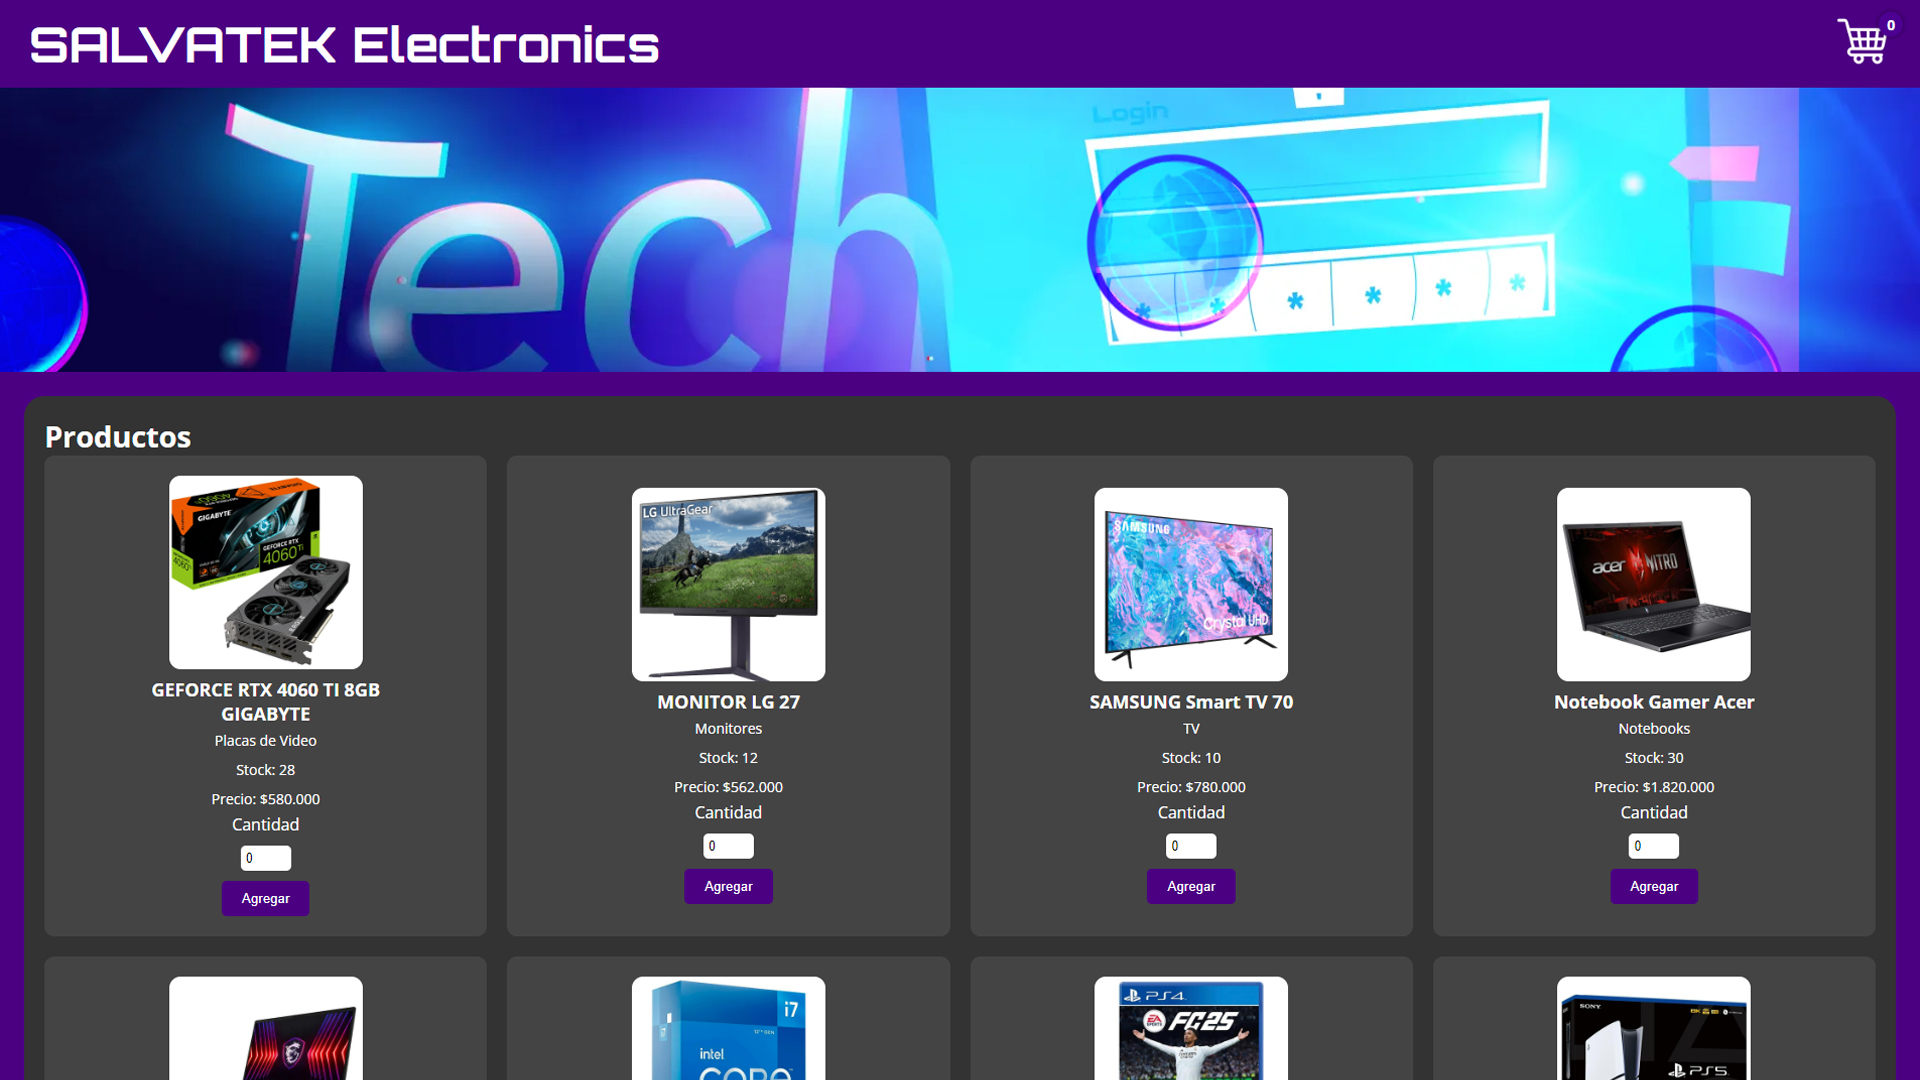 SALVATEK Electronics
0
Tech
Login
* * * * * *
Productos
GIGABYTE
GEFORCE RTX
4060Ti
GEFORCE RTX 4060 TI 8GB
GIGABYTE
Placas de Video
Stock: 28
Precio: $580.000
Cantidad
0
Agregar
LG UltraGear
MONITOR LG 27
Monitores
Stock: 12
Precio: $562.000
Cantidad
0
Agregar
SAMSUNG
Crystal UHD
SAMSUNG Smart TV 70
TV
Stock: 10
Precio: $780.000
Cantidad
0
Agregar
acer NITRO
Notebook Gamer Acer
Notebooks
Stock: 30
Precio: $1.820.000
Cantidad
0
Agregar
i7
intel
CORE
PS4
EA SPORTS FC25
SONY
PS5